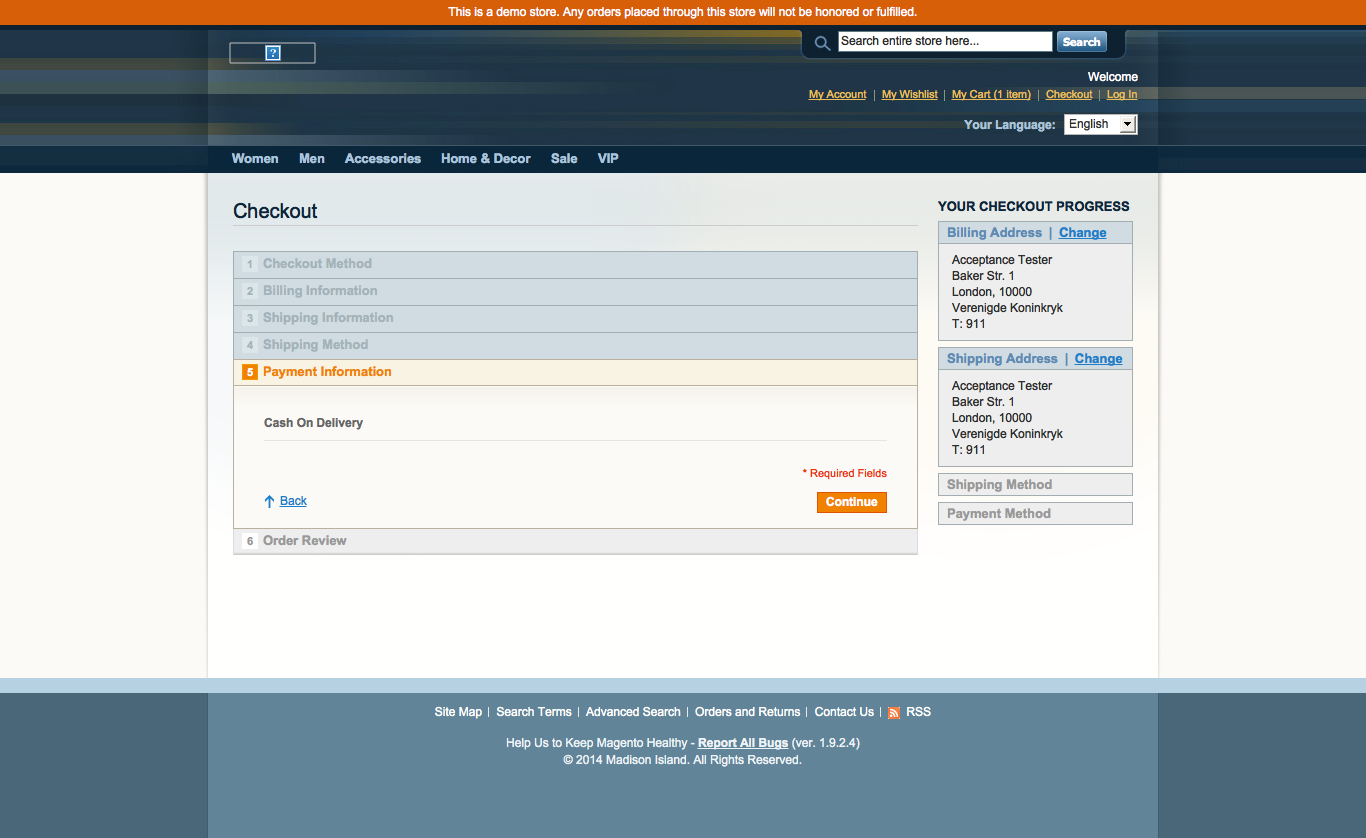 This is a demo store. Any orders placed through this store will not be honored or fulfilled.
?
Search entire store here... Search
Welcome
My Account | My Wishlist | My Cart (1 item) | Checkout | Log In
Your Language: English
Women Men Accessories Home & Decor Sale VIP
Checkout
1 Checkout Method
2 Billing Information
3 Shipping Information
4 Shipping Method
5 Payment Information
Cash On Delivery
* Required Fields
Back
Continue
6 Order Review
YOUR CHECKOUT PROGRESS
Billing Address | Change
Acceptance Tester
Baker Str. 1
London, 10000
Verenigde Koninkryk
T: 911
Shipping Address | Change
Acceptance Tester
Baker Str. 1
London, 10000
Verenigde Koninkryk
T: 911
Shipping Method
Payment Method
Site Map | Search Terms | Advanced Search | Orders and Returns | Contact Us | RSS
Help Us to Keep Magento Healthy - Report All Bugs (ver. 1.9.2.4)
© 2014 Madison Island. All Rights Reserved.